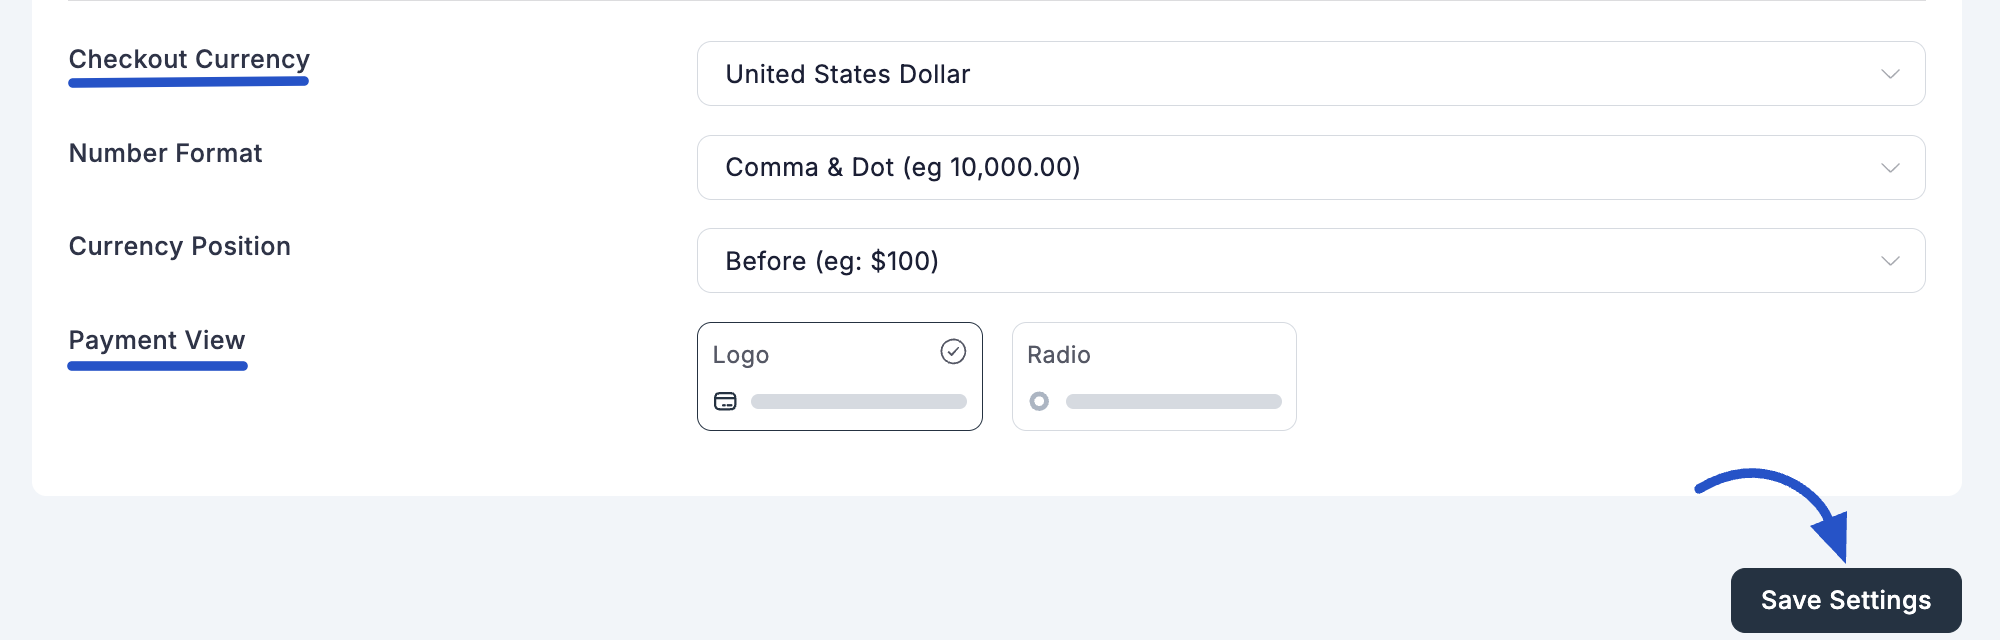 Checkout Currency
United States Dollar
Number Format
Comma & Dot (eg 10,000.00)
Currency Position
Before (eg: $100)
Payment View
Logo
Radio
Save Settings